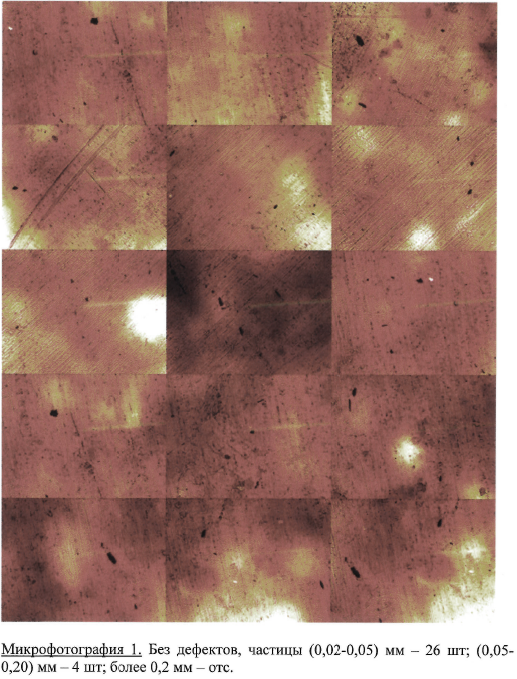 Микрофотография 1. Без дефектов, частицы (0,02-0,05) мм – 26 шт; (0,05-
0,20) мм – 4 шт; более 0,2 мм – отс.